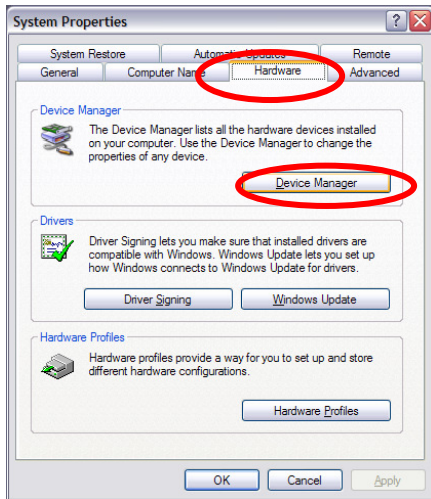 System Properties
System Restore Automatic Updates Remote
General Computer Name Hardware Advanced
Device Manager
The Device Manager lists all the hardware devices installed
on your computer. Use the Device Manager to change the
properties of any device.
Device Manager
Drivers
Driver Signing lets you make sure that installed drivers are
compatible with Windows. Windows Update lets you set up
how Windows connects to Windows Update for drivers.
Driver Signing Windows Update
Hardware Profiles
Hardware profiles provide a way for you to set up and store
different hardware configurations.
Hardware Profiles
OK Cancel Apply